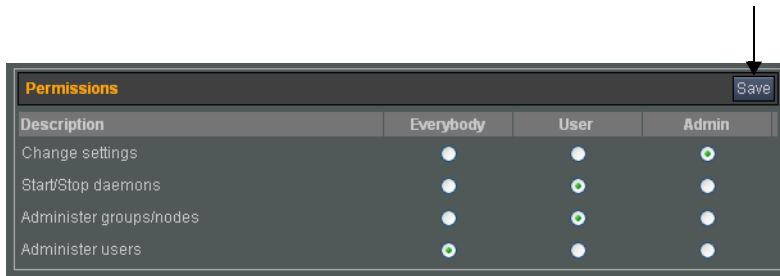 Permissions Save
Description Everybody User Admin
Change settings
Start/Stop daemons
Administer groups/nodes
Administer users